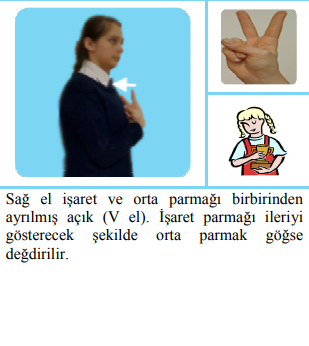 Sağ el işaret ve orta parmağı birbirinden
ayrılmış açık (V el). İşaret parmağı ileriyi
gösterecek şekilde orta parmak göğse
değdirilir.